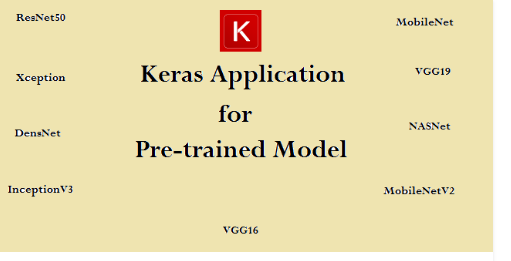 ResNet50
K
MobileNet
Keras Application
VGG19
Xception
for
DensNet
NASNet
Pre-trained Model
InceptionV3
MobileNetV2
VGG16